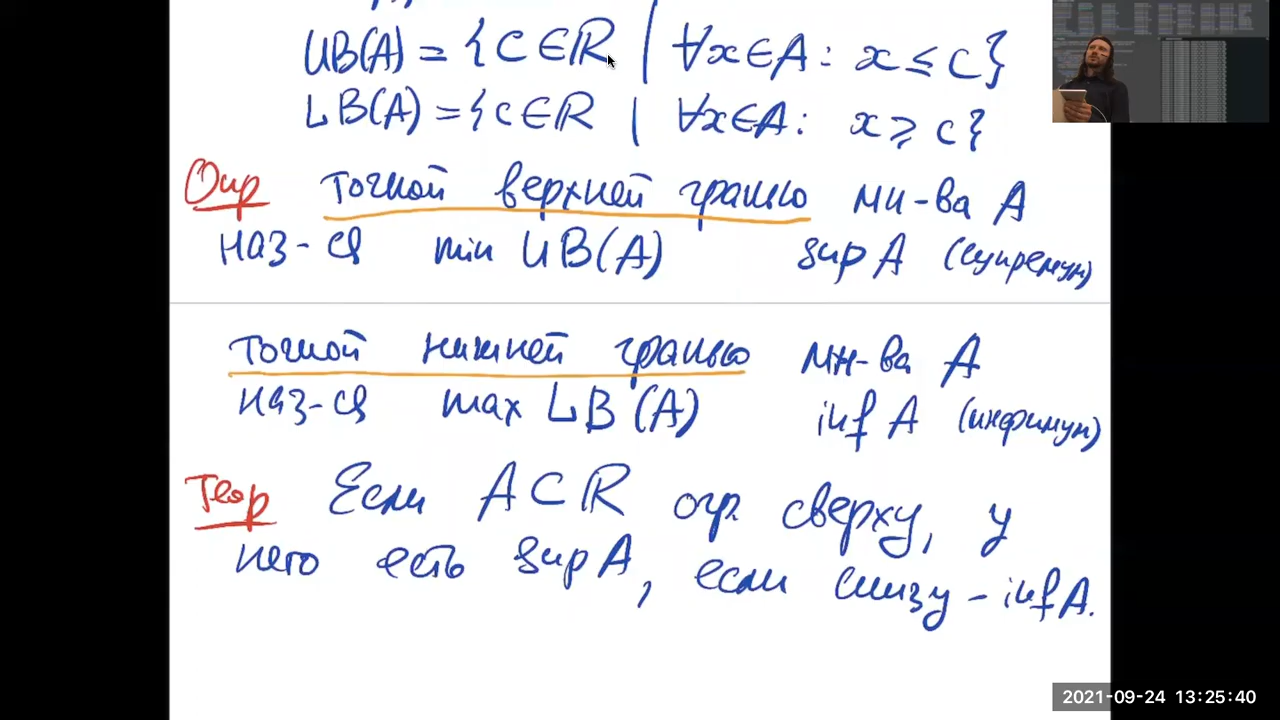 UB(A) = {c∈ℝ | ∀x∈A: x ≤ c}
LB(A) = {c∈ℝ | ∀x∈A: x ≥ c}
Опр точной верхней гранью мн-ва A
наз-ся min UB(A) sup A (супремум)
точной нижней гранью мн-ва A
наз-ся max LB(A) inf A (инфимум)
Теор Если A⊂ℝ огр. сверху, у
него есть sup A, если снизу - inf A.
2021-09-24 13:25:40